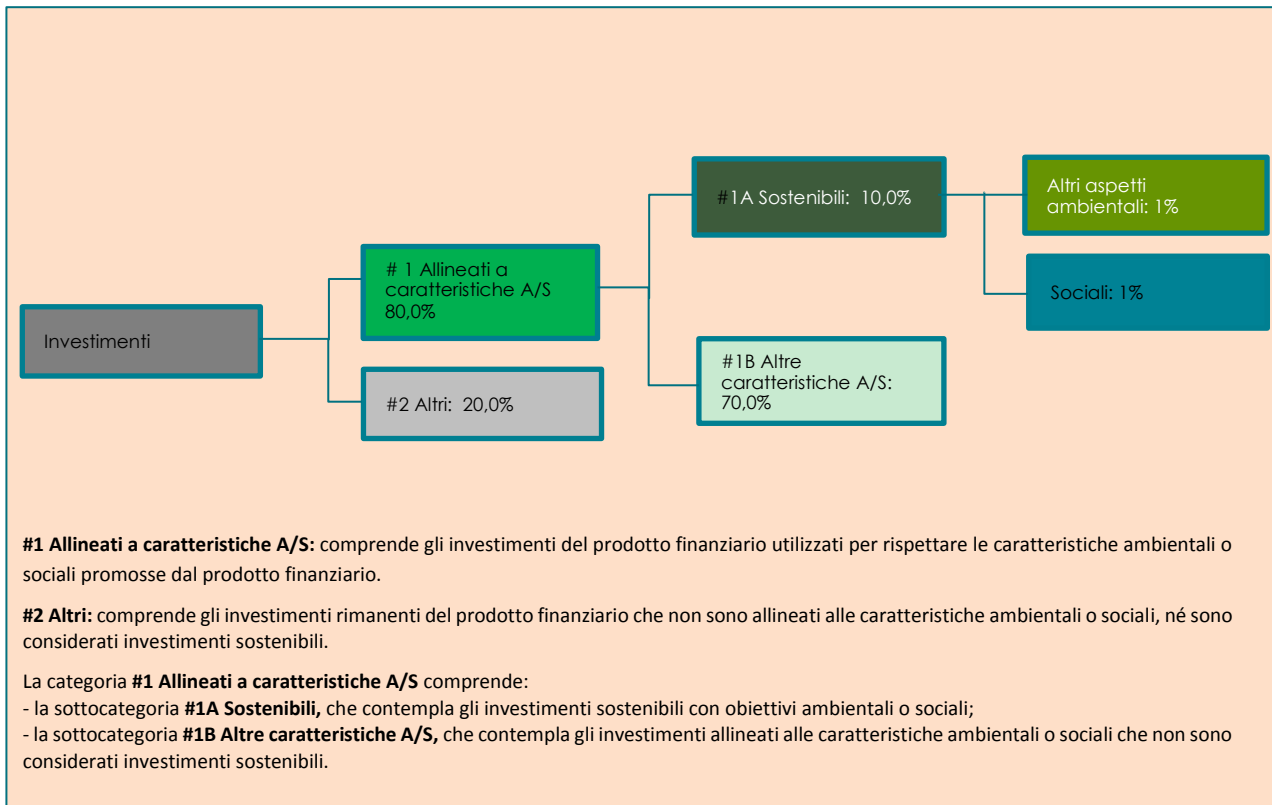 Investimenti
# 1 Allineati a
caratteristiche A/S
80,0%
#2 Altri: 20,0%
#1A Sostenibili: 10,0%
#1B Altre
caratteristiche A/S:
70,0%
Altri aspetti
ambientali: 1%
Sociali: 1%
#1 Allineati a caratteristiche A/S: comprende gli investimenti del prodotto finanziario utilizzati per rispettare le caratteristiche ambientali o
sociali promosse dal prodotto finanziario.
#2 Altri: comprende gli investimenti rimanenti del prodotto finanziario che non sono allineati alle caratteristiche ambientali o sociali, né sono
considerati investimenti sostenibili.
La categoria #1 Allineati a caratteristiche A/S comprende:
- la sottocategoria #1A Sostenibili, che contempla gli investimenti sostenibili con obiettivi ambientali o sociali;
- la sottocategoria #1B Altre caratteristiche A/S, che contempla gli investimenti allineati alle caratteristiche ambientali o sociali che non sono
considerati investimenti sostenibili.